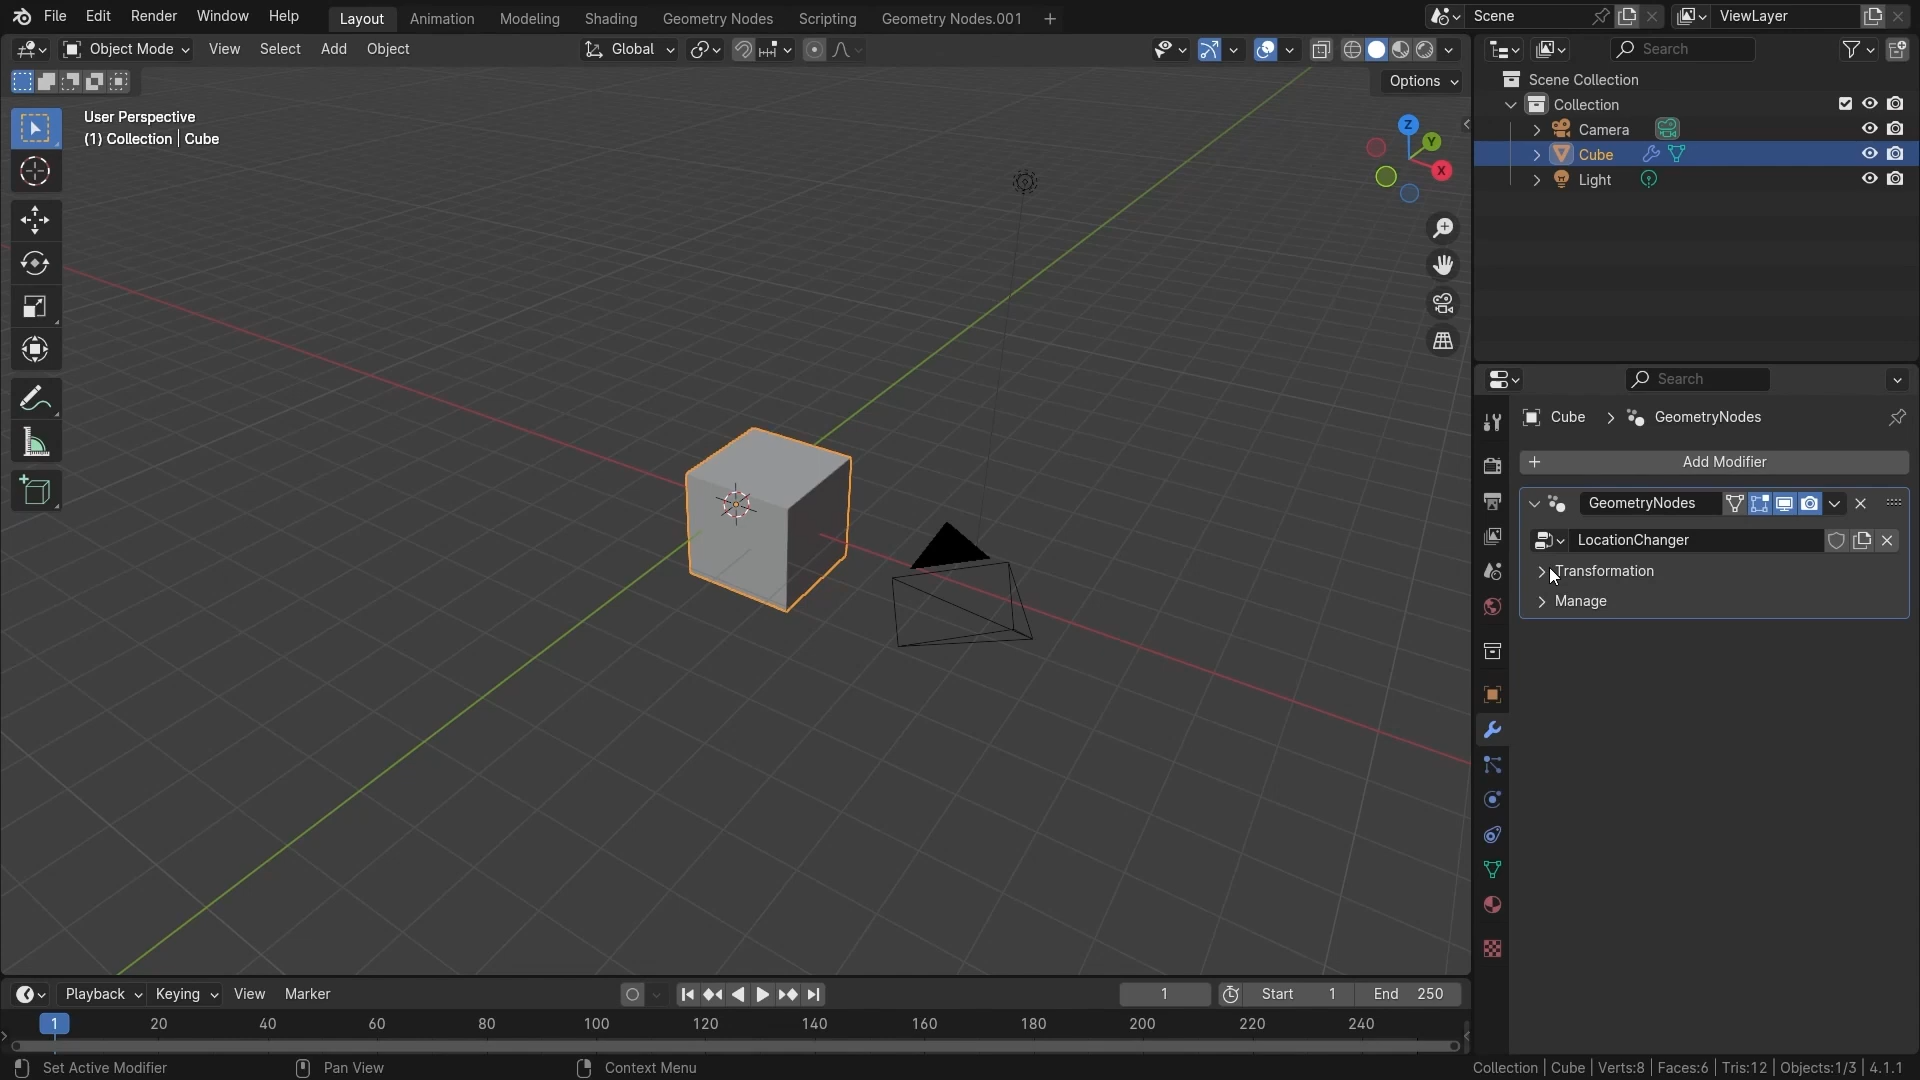 File Edit Render Window Help Layout Animation Modeling Shading Geometry Nodes Scripting Geometry Nodes.001 + Scene ViewLayer
Object Mode View Select Add Object Global Search
Options
User Perspective
(1) Collection | Cube
Z
Y
X
Scene Collection
Collection
Camera
Cube
Light
Search
Cube > GeometryNodes
+ Add Modifier
GeometryNodes
LocationChanger
Transformation
Manage
Playback Keying View Marker 1 Start 1 End 250
1 20 40 60 80 100 120 140 160 180 200 220 240
Set Active Modifier Pan View Context Menu Collection | Cube | Verts:8 | Faces:6 | Tris:12 | Objects:1/3 | 4.1.1